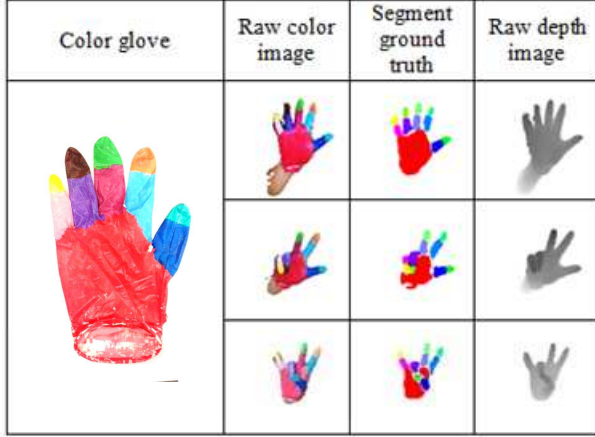 Color glove
Raw color
image
Segment
ground
truth
Raw depth
image